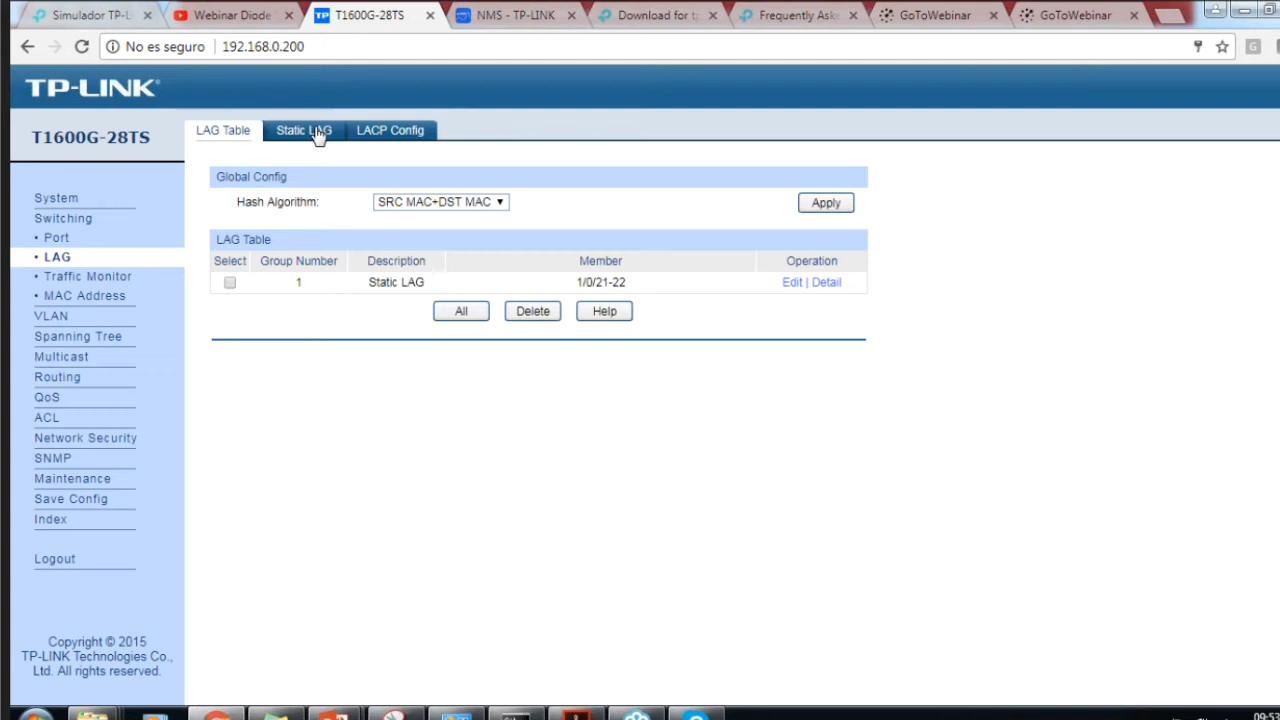 Simulador TP-L
Webinar Diode
T1600G-28TS
NMS - TP-LINK
Download for t
Frequently Aske
GoToWebinar
GoToWebinar
No es seguro
192.168.0.200
TP-LINK
T1600G-28TS
LAG Table
Static LAG
LACP Config
Global Config
Hash Algorithm:
SRC MAC+DST MAC
Apply
LAG Table
Select Group Number Description Member Operation
1 Static LAG 1/0/21-22 Edit | Detail
All
Delete
Help
System
Switching
• Port
• LAG
• Traffic Monitor
• MAC Address
VLAN
Spanning Tree
Multicast
Routing
QoS
ACL
Network Security
SNMP
Maintenance
Save Config
Index
Logout
Copyright © 2015
TP-LINK Technologies Co.,
Ltd. All rights reserved.